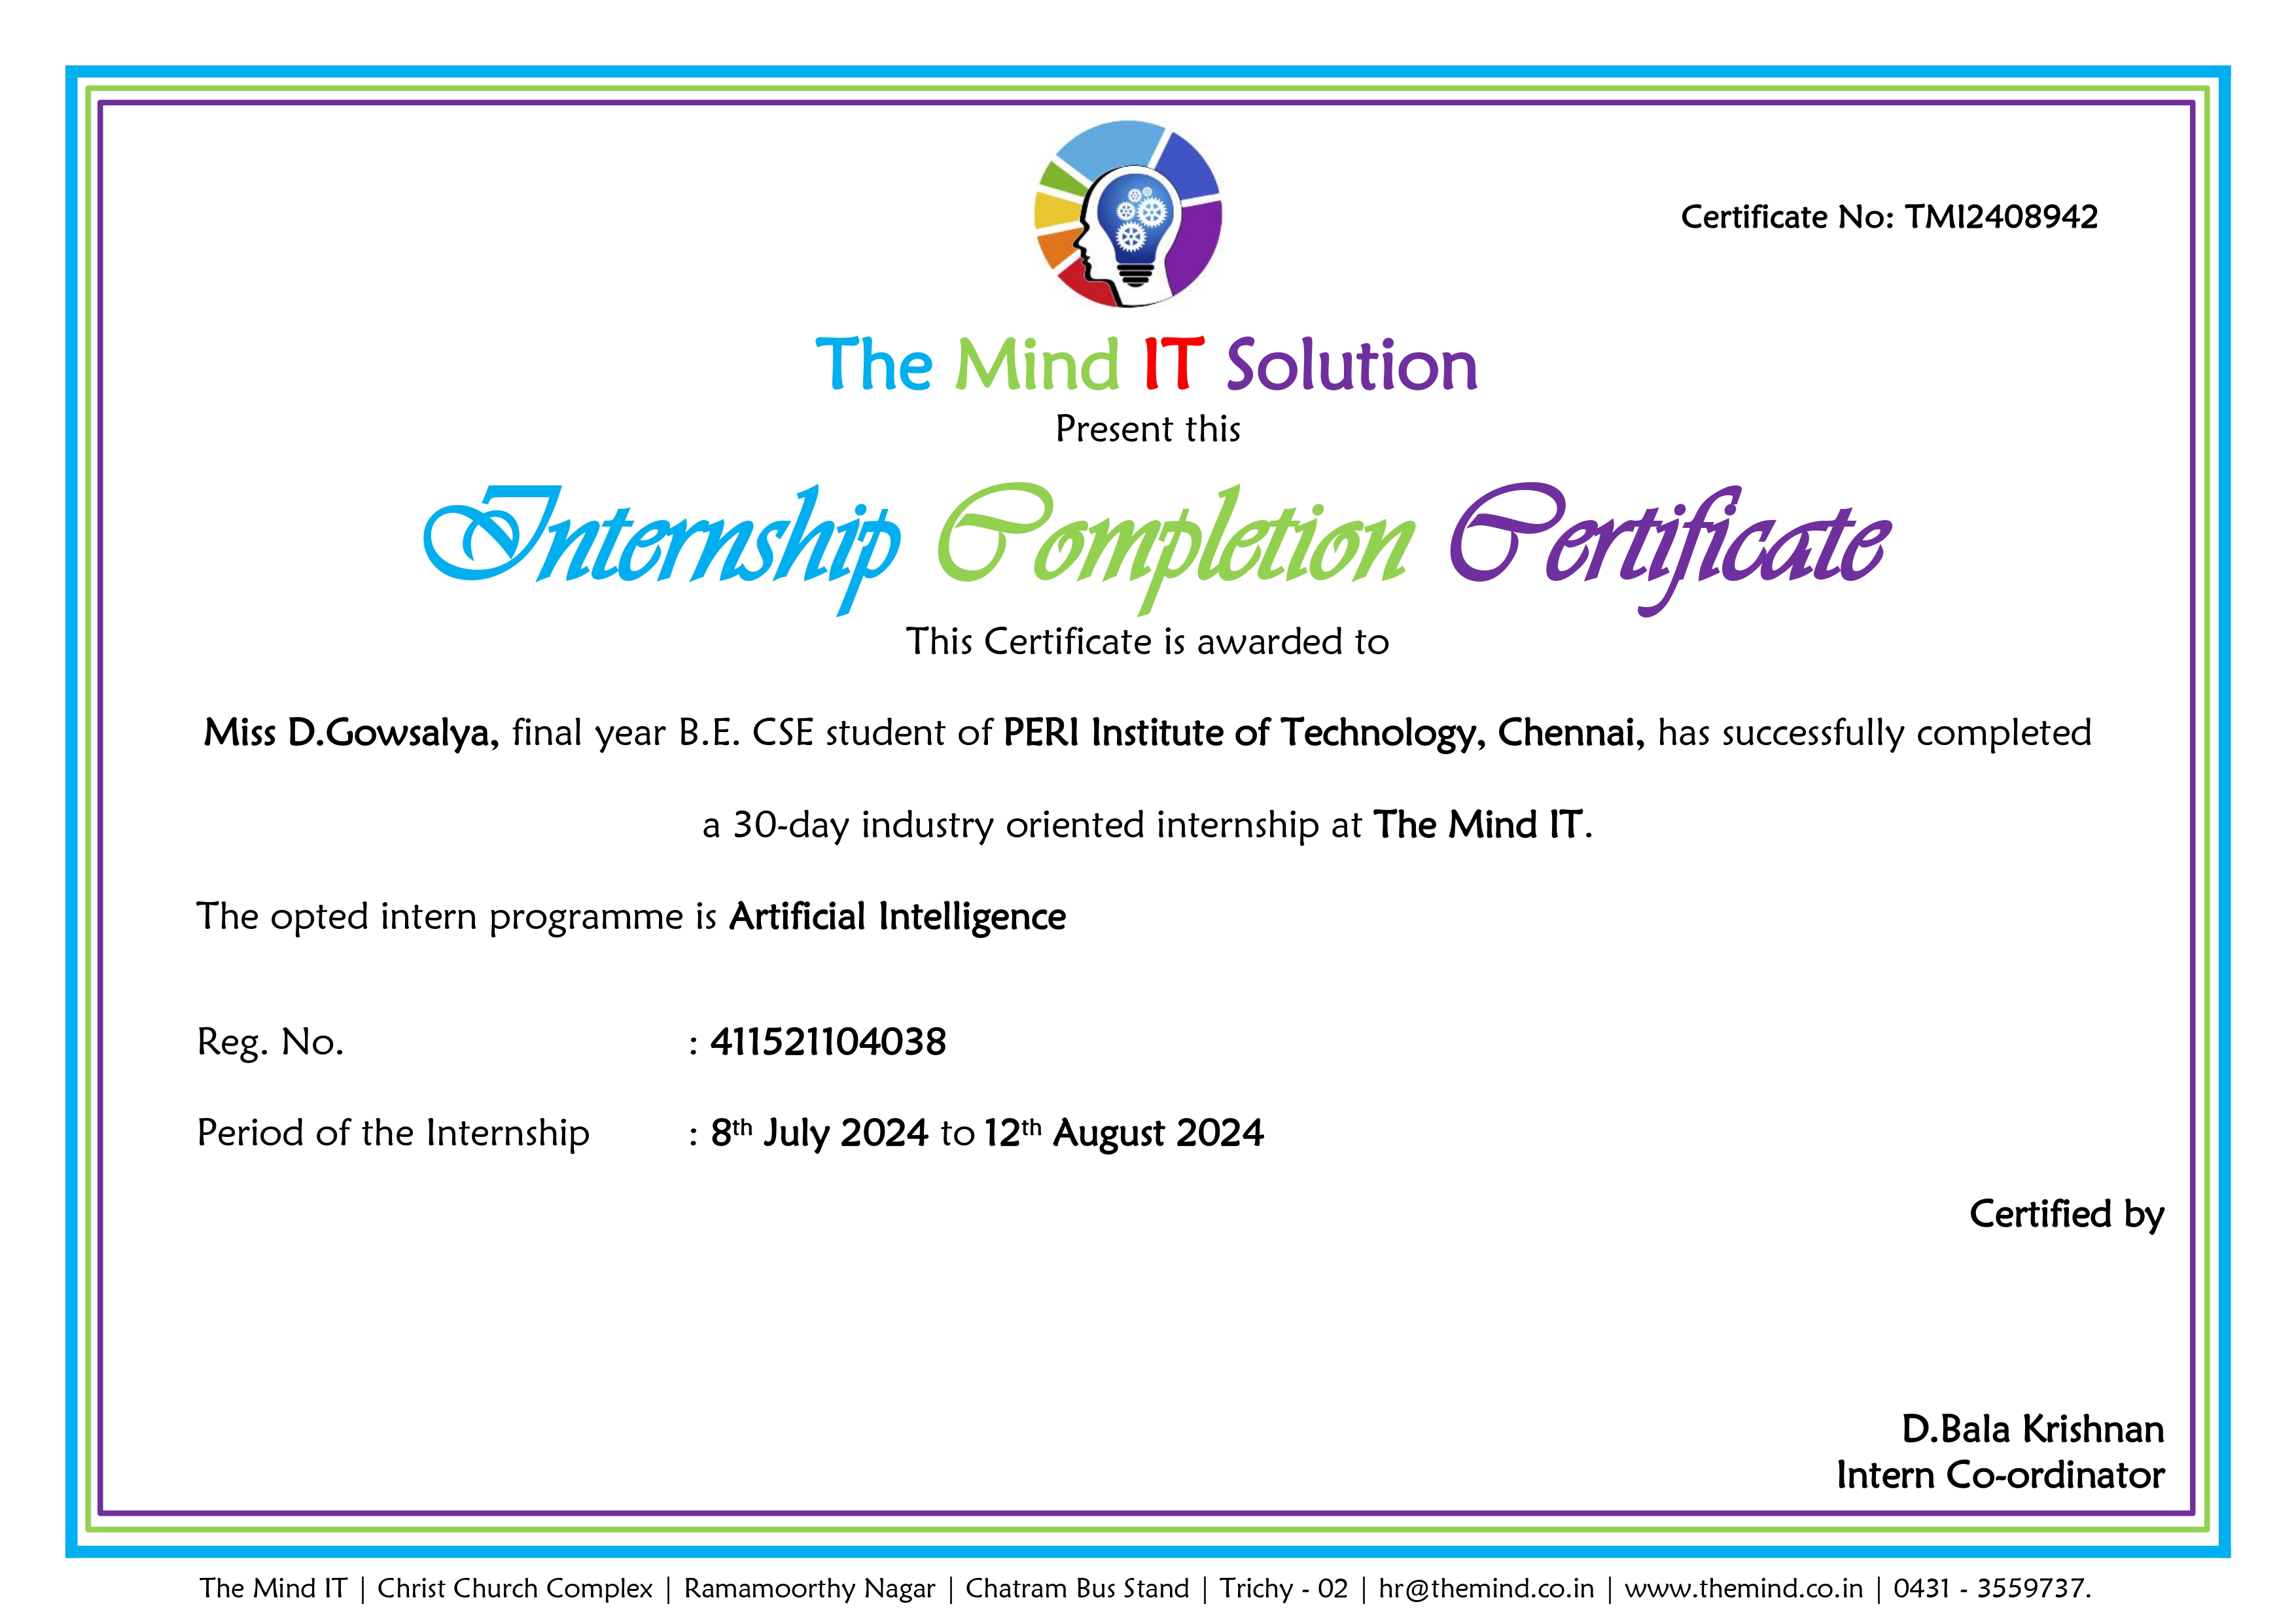 Certificate No: TMI2408942
The Mind IT Solution
Present this
Internship Completion Certificate
This Certificate is awarded to
Miss D.Gowsalya, final year B.E. CSE student of PERI Institute of Technology, Chennai, has successfully completed
a 30-day industry oriented internship at The Mind IT.
The opted intern programme is Artificial Intelligence
Reg. No. : 411521104038
Period of the Internship : 8th July 2024 to 12th August 2024
Certified by
D.Bala Krishnan
Intern Co-ordinator
The Mind IT | Christ Church Complex | Ramamoorthy Nagar | Chatram Bus Stand | Trichy - 02 | hr@themind.co.in | www.themind.co.in | 0431 - 3559737.